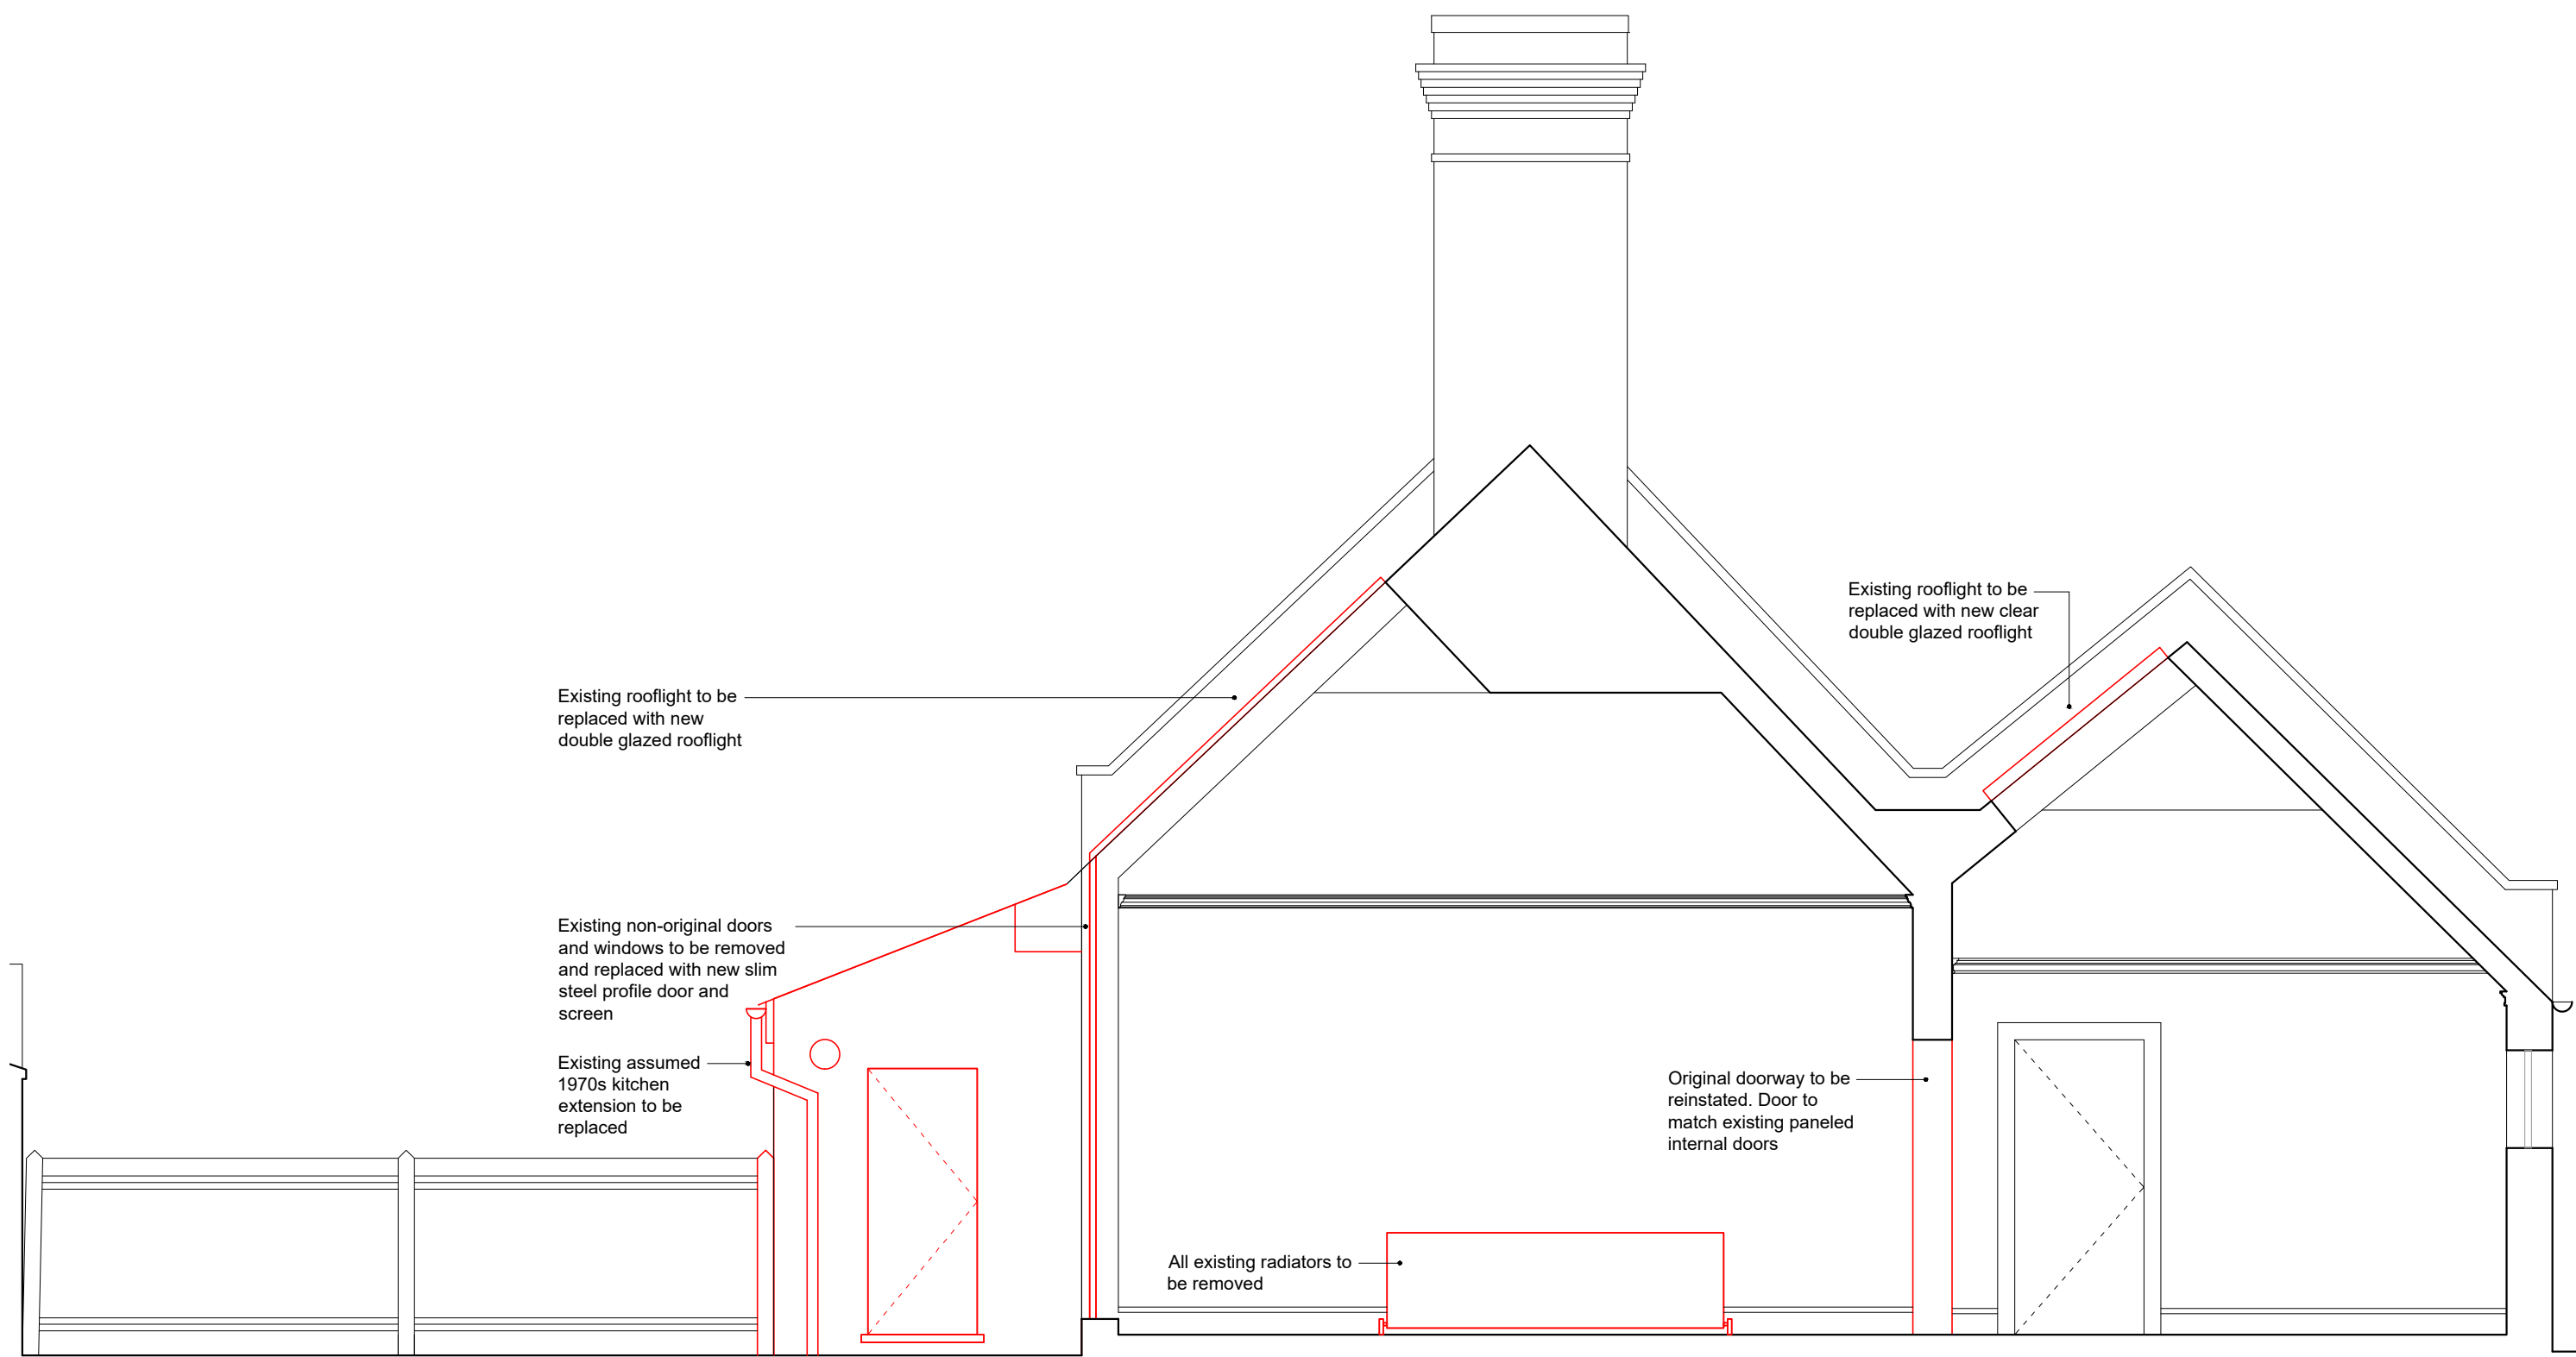 Existing rooflight to be
replaced with new clear
double glazed rooflight
Existing rooflight to be
replaced with new
double glazed rooflight
Existing non-original doors
and windows to be removed
and replaced with new slim
steel profile door and
screen
Existing assumed
1970s kitchen
extension to be
replaced
Original doorway to be
reinstated. Door to
match existing paneled
internal doors
All existing radiators to
be removed